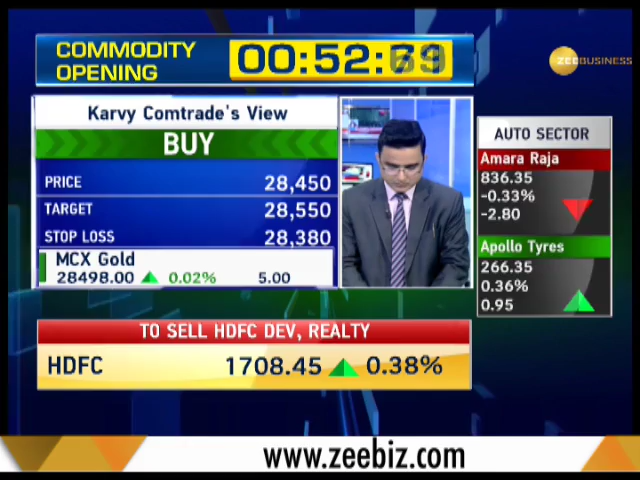 COMMODITY
OPENING
00:52:
ZEEBUSINESS
Karvy Comtrade's View
BUY
PRICE 28,450
TARGET 28,550
STOP LOSS 28,380
MCX Gold
28498.00 0.02% 5.00
AUTO SECTOR
Amara Raja
836.35
-0.33%
-2.80
Apollo Tyres
266.35
0.36%
0.95
TO SELL HDFC DEV, REALTY
HDFC 1708.45 0.38%
www.zeebiz.com